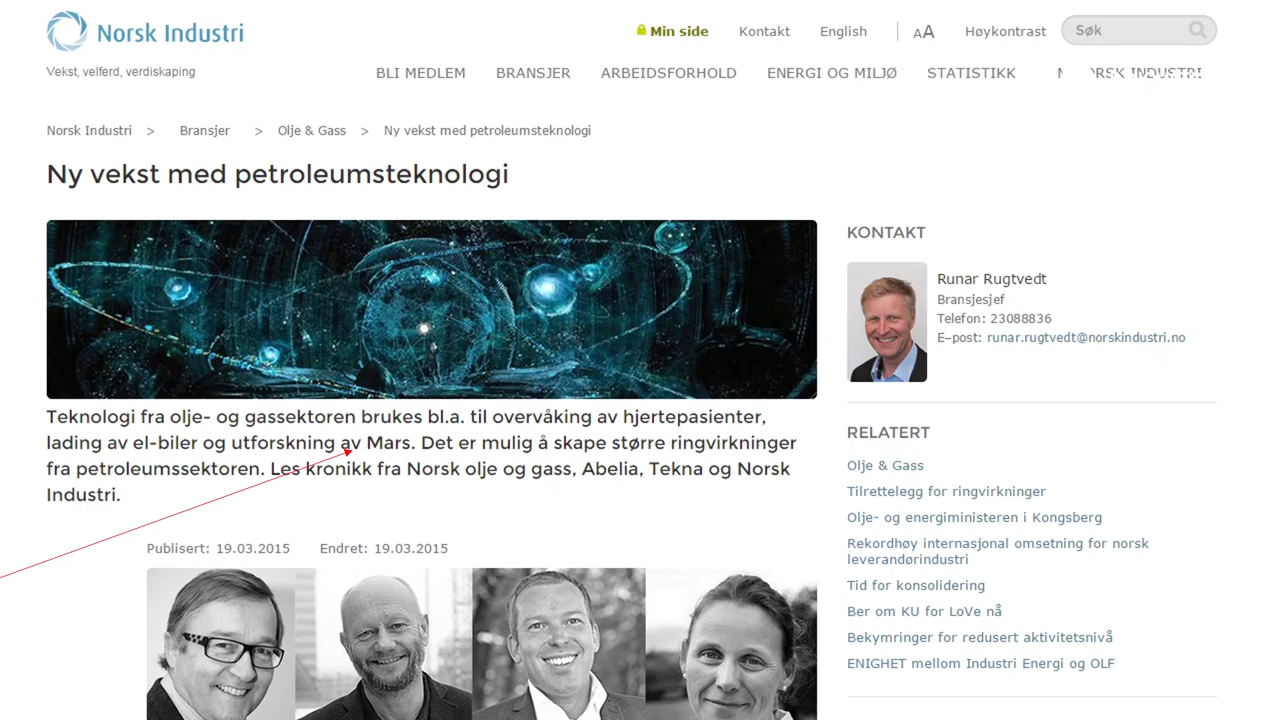 Norsk Industri
Min side
Kontakt
English
AA
Høykontrast
Søk
Vekst, velferd, verdiskaping
BLI MEDLEM
BRANSJER
ARBEIDSFORHOLD
ENERGI OG MILJØ
STATISTIKK
NORSK INDUSTRI
Norsk Industri > Bransjer > Olje & Gass > Ny vekst med petroleumsteknologi
Ny vekst med petroleumsteknologi
Teknologi fra olje- og gassektoren brukes bl.a. til overvåking av hjertepasienter,
lading av el-biler og utforskning av Mars. Det er mulig å skape større ringvirkninger
fra petroleumssektoren. Les kronikk fra Norsk olje og gass, Abelia, Tekna og Norsk
Industri.
Publisert: 19.03.2015 Endret: 19.03.2015
KONTAKT
Runar Rugtvedt
Bransjesjef
Telefon: 23088836
E-post: runar.rugtvedt@norskindustri.no
RELATERT
Olje & Gass
Tilrettelegg for ringvirkninger
Olje- og energiministeren i Kongsberg
Rekordhøy internasjonal omsetning for norsk
leverandørindustri
Tid for konsolidering
Ber om KU for LoVe nå
Bekymringer for redusert aktivitetsnivå
ENIGHET mellom Industri Energi og OLF